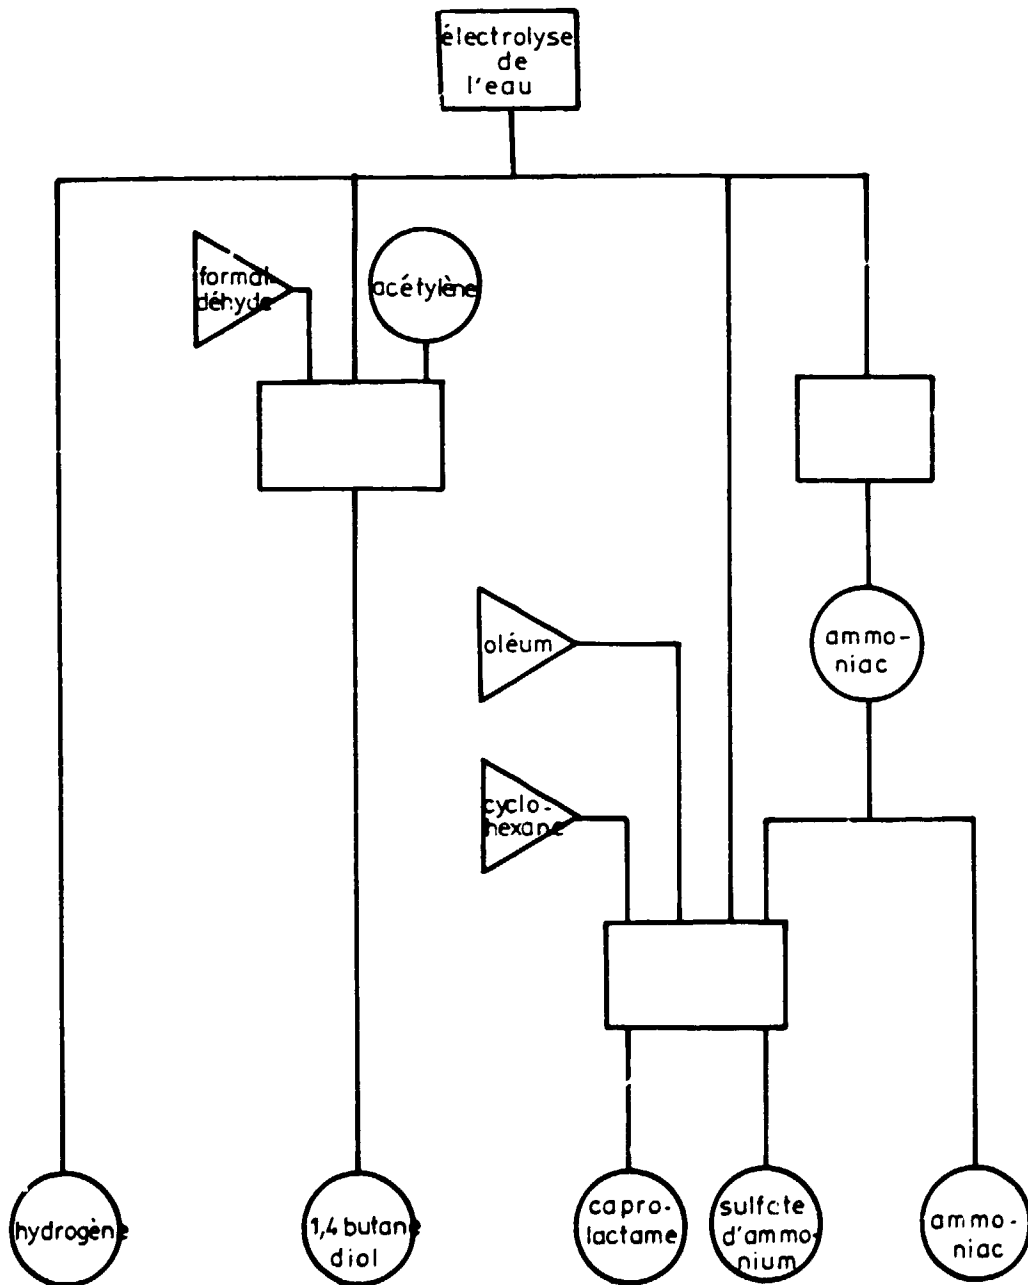 électrolyse
de
l'eau
formal-
déhyde
acétylène
oléum
ammo-
niac
cyclo-
hexane
hydrogène
1,4 butane
diol
capro-
lactame
sulfate
d'ammo-
nium
ammo-
niac